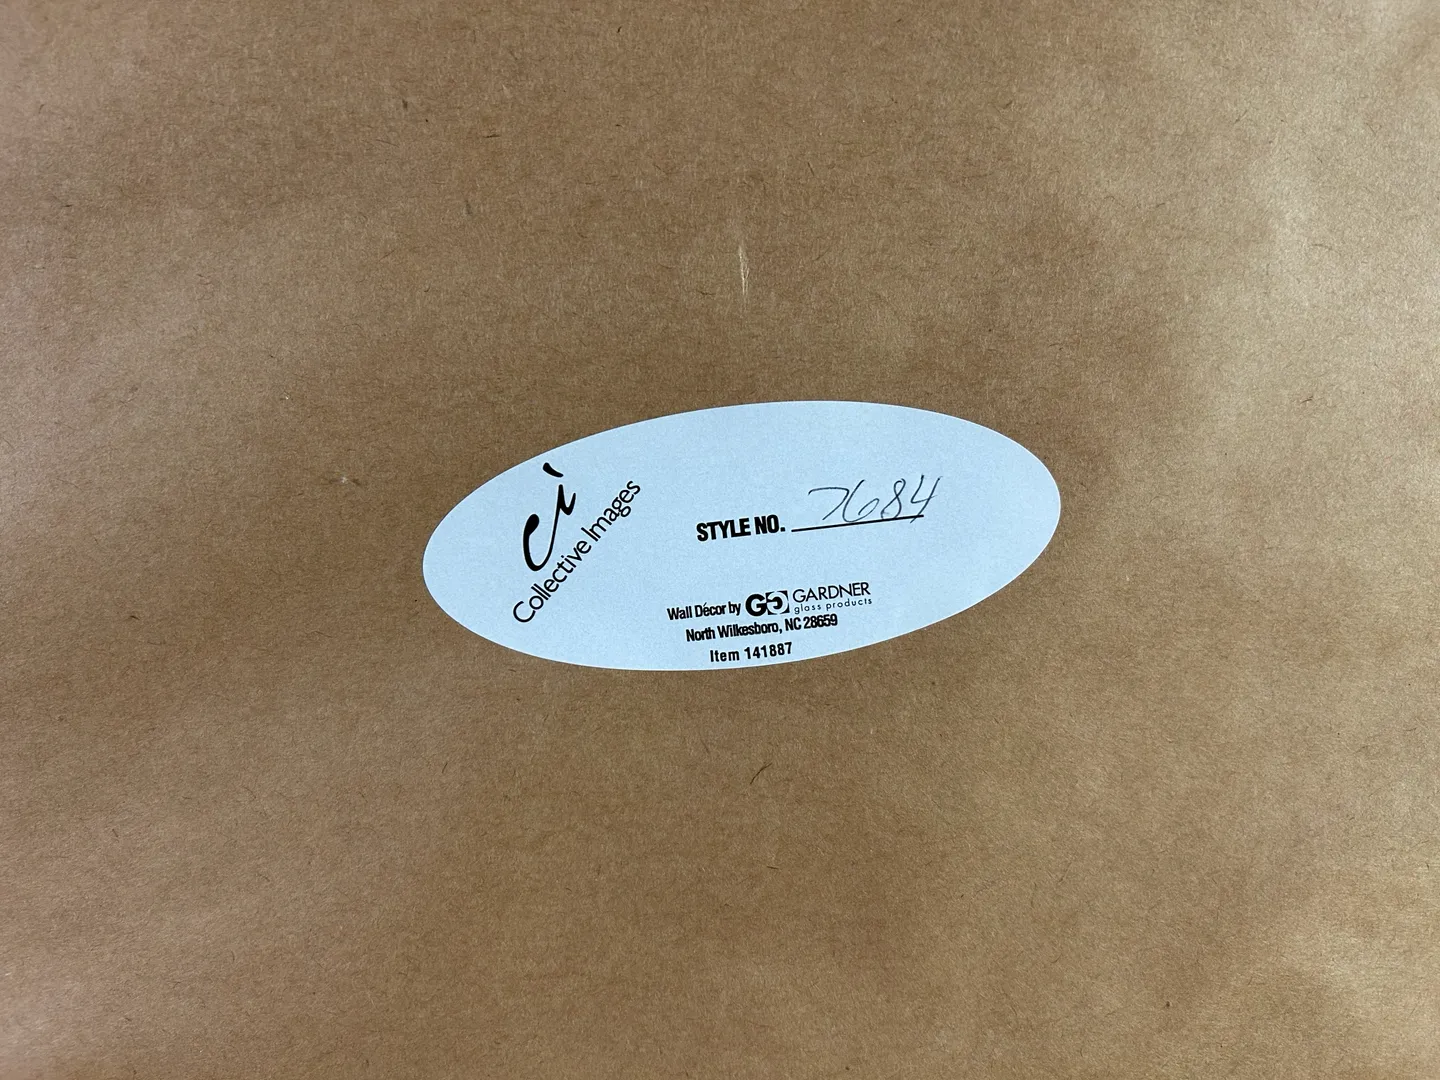 ci
Collective Images
STYLE NO. 7684
Wall Décor by GG GARDNER
glass products
North Wilkesboro, NC 28659
Item 141887